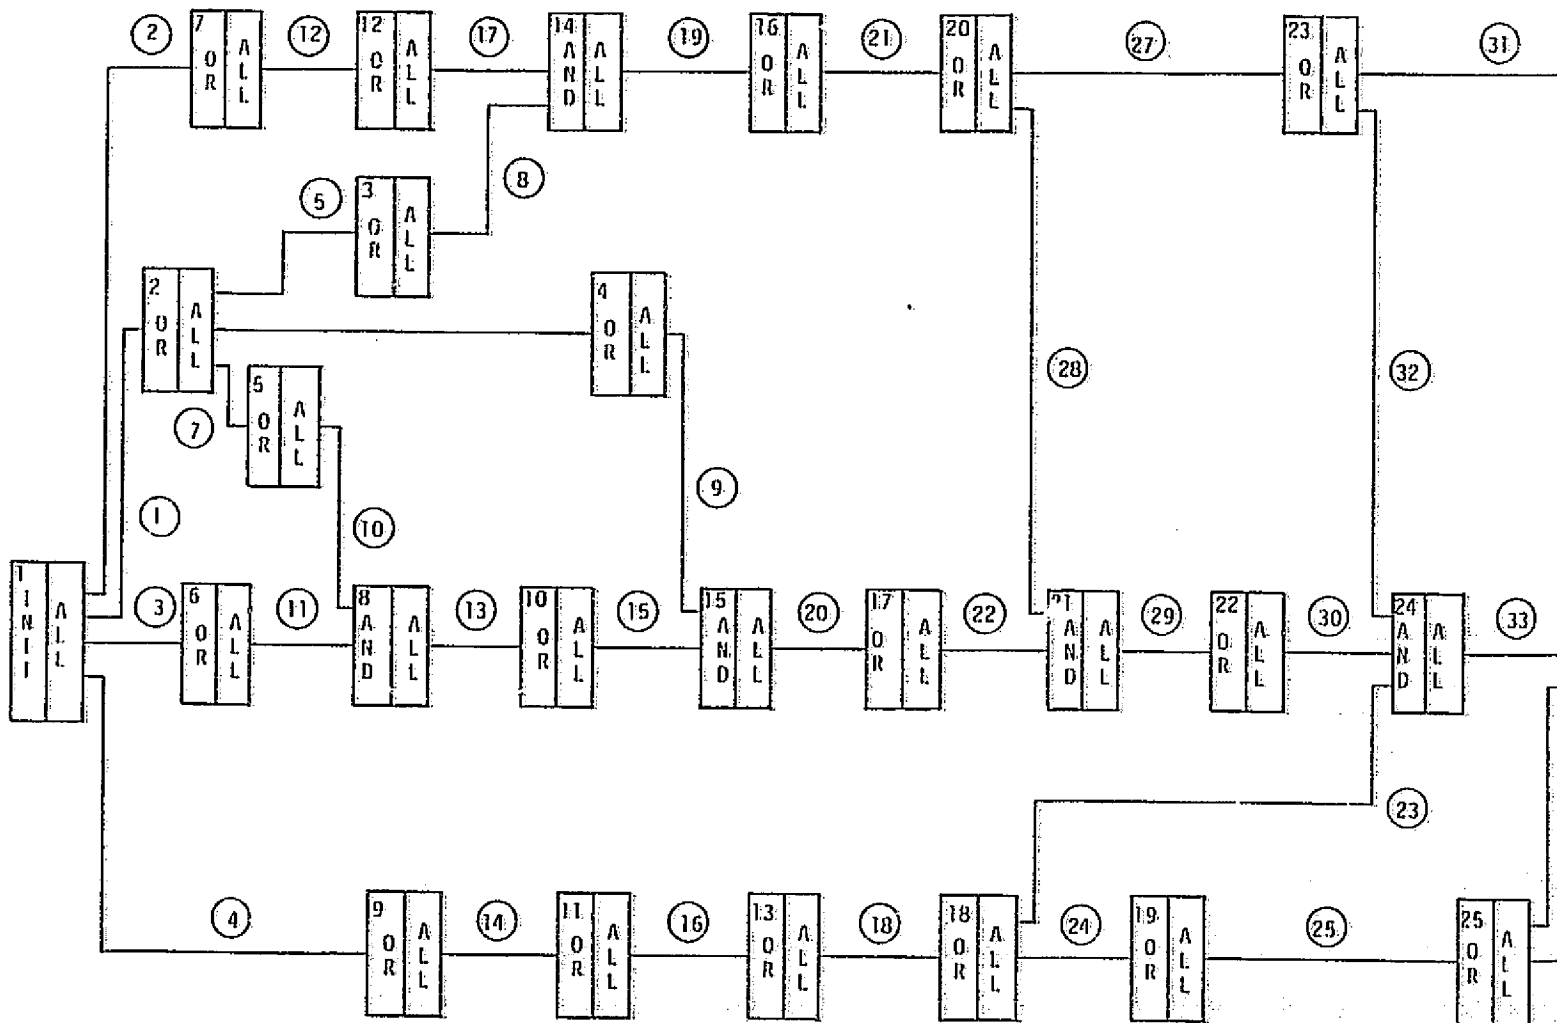 2
7 OR ALL
12
12 OR ALL
17
14 AND ALL
19
16 OR ALL
21
20 OR ALL
27
23 OR ALL
31
6
3 OR ALL
8
2 OR ALL
4 OR ALL
28
32
7
5 OR ALL
9
1
10
1 INIT ALL
3
6 OR ALL
11
8 AND ALL
13
10 OR ALL
15
15 AND ALL
20
17 OR ALL
22
21 AND ALL
29
22 OR ALL
30
24 AND ALL
33
23
4
9 OR ALL
14
11 OR ALL
16
13 OR ALL
18
18 OR ALL
24
19 OR ALL
25
25 OR ALL